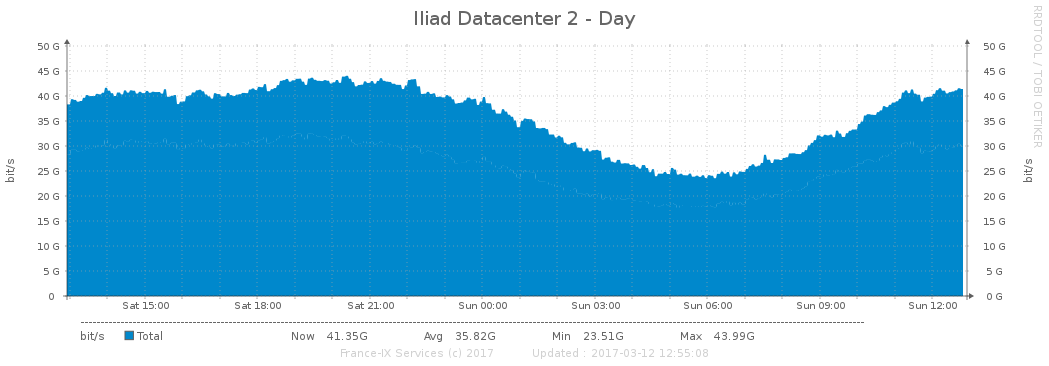 Iliad Datacenter 2 - Day
RRDTOOL / TOBI OETIKER
50 G 50 G
45 G 45 G
40 G 40 G
35 G 35 G
30 G 30 G
25 G 25 G
20 G 20 G
15 G 15 G
10 G 10 G
5 G 5 G
0 0 G
bit/s bit/s
Sat 15:00 Sat 18:00 Sat 21:00 Sun 00:00 Sun 03:00 Sun 06:00 Sun 09:00 Sun 12:00
bit/s Total Now 41.35G Avg 35.82G Min 23.51G Max 43.99G
France-IX Services (c) 2017 Updated : 2017-03-12 12:55:08